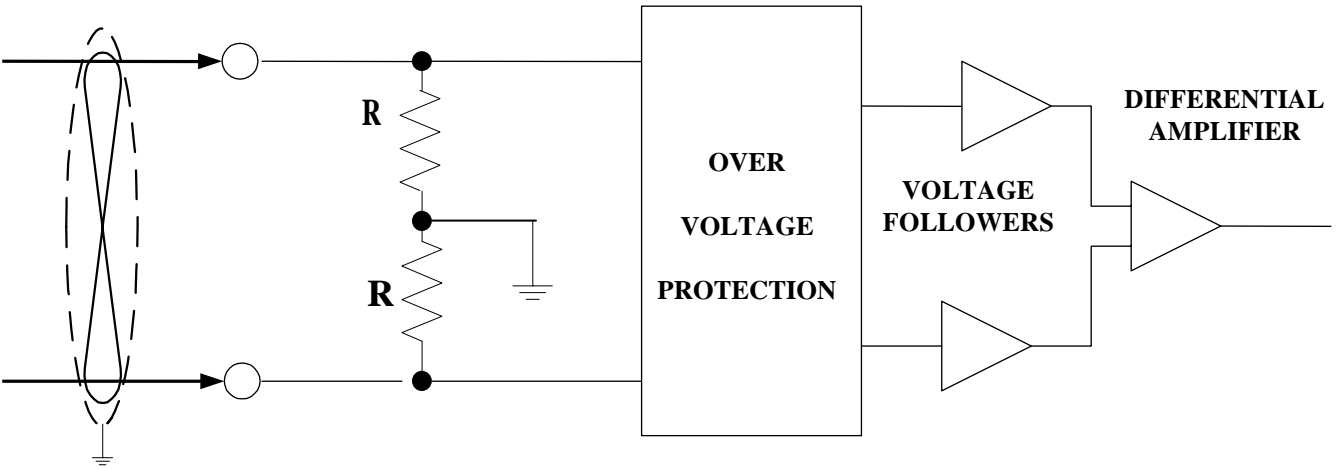 R
R
OVER
VOLTAGE
PROTECTION
VOLTAGE
FOLLOWERS
DIFFERENTIAL
AMPLIFIER